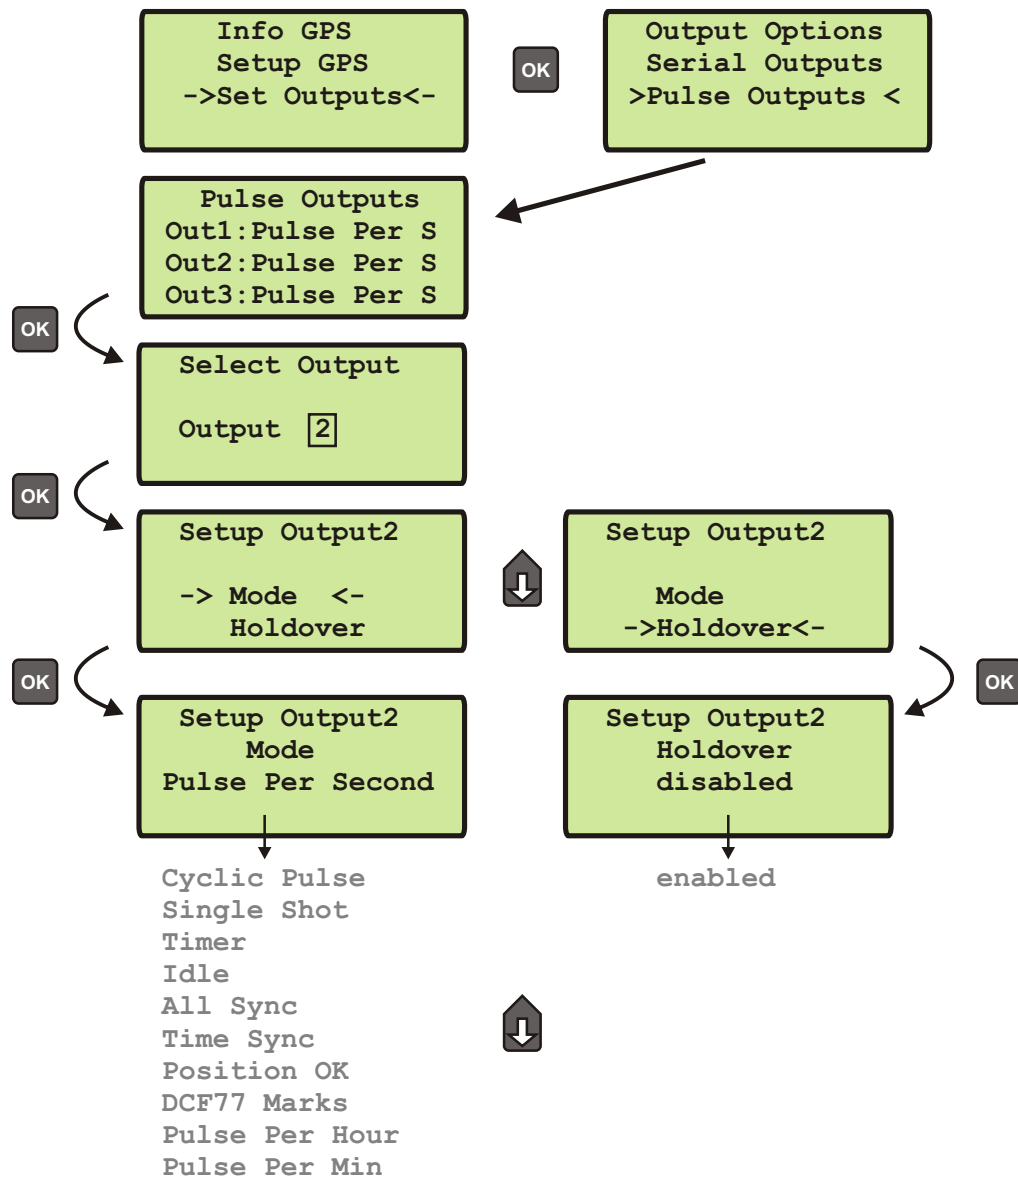 Info GPS
Setup GPS
->Set Outputs<-
OK
Output Options
Serial Outputs
>Pulse Outputs <
Pulse Outputs
Out1:Pulse Per S
Out2:Pulse Per S
Out3:Pulse Per S
OK
Select Output
Output 2
OK
Setup Output2
-> Mode <-
Holdover
Setup Output2
Mode
->Holdover<-
OK
OK
Setup Output2
Mode
Pulse Per Second
Setup Output2
Holdover
disabled
Cyclic Pulse
Single Shot
Timer
Idle
All Sync
Time Sync
Position OK
DCF77 Marks
Pulse Per Hour
Pulse Per Min
enabled